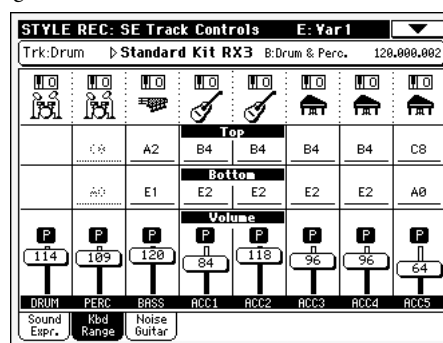 STYLE REC: SE Track Controls E: Var1
Trk:Drum ▷Standard Kit RX3 B:Drum & Perc. 120.000.002
Top
C8 A2 B4 B4 B4 B4 C8
Bottom
A0 E1 E2 E2 E2 E2 A0
Volume
P P P P P P P P
114 109 120 84 118 96 96 64
DRUM PERC BASS ACC1 ACC2 ACC3 ACC4 ACC5
Sound Expr. Kbd Range Noise Guitar